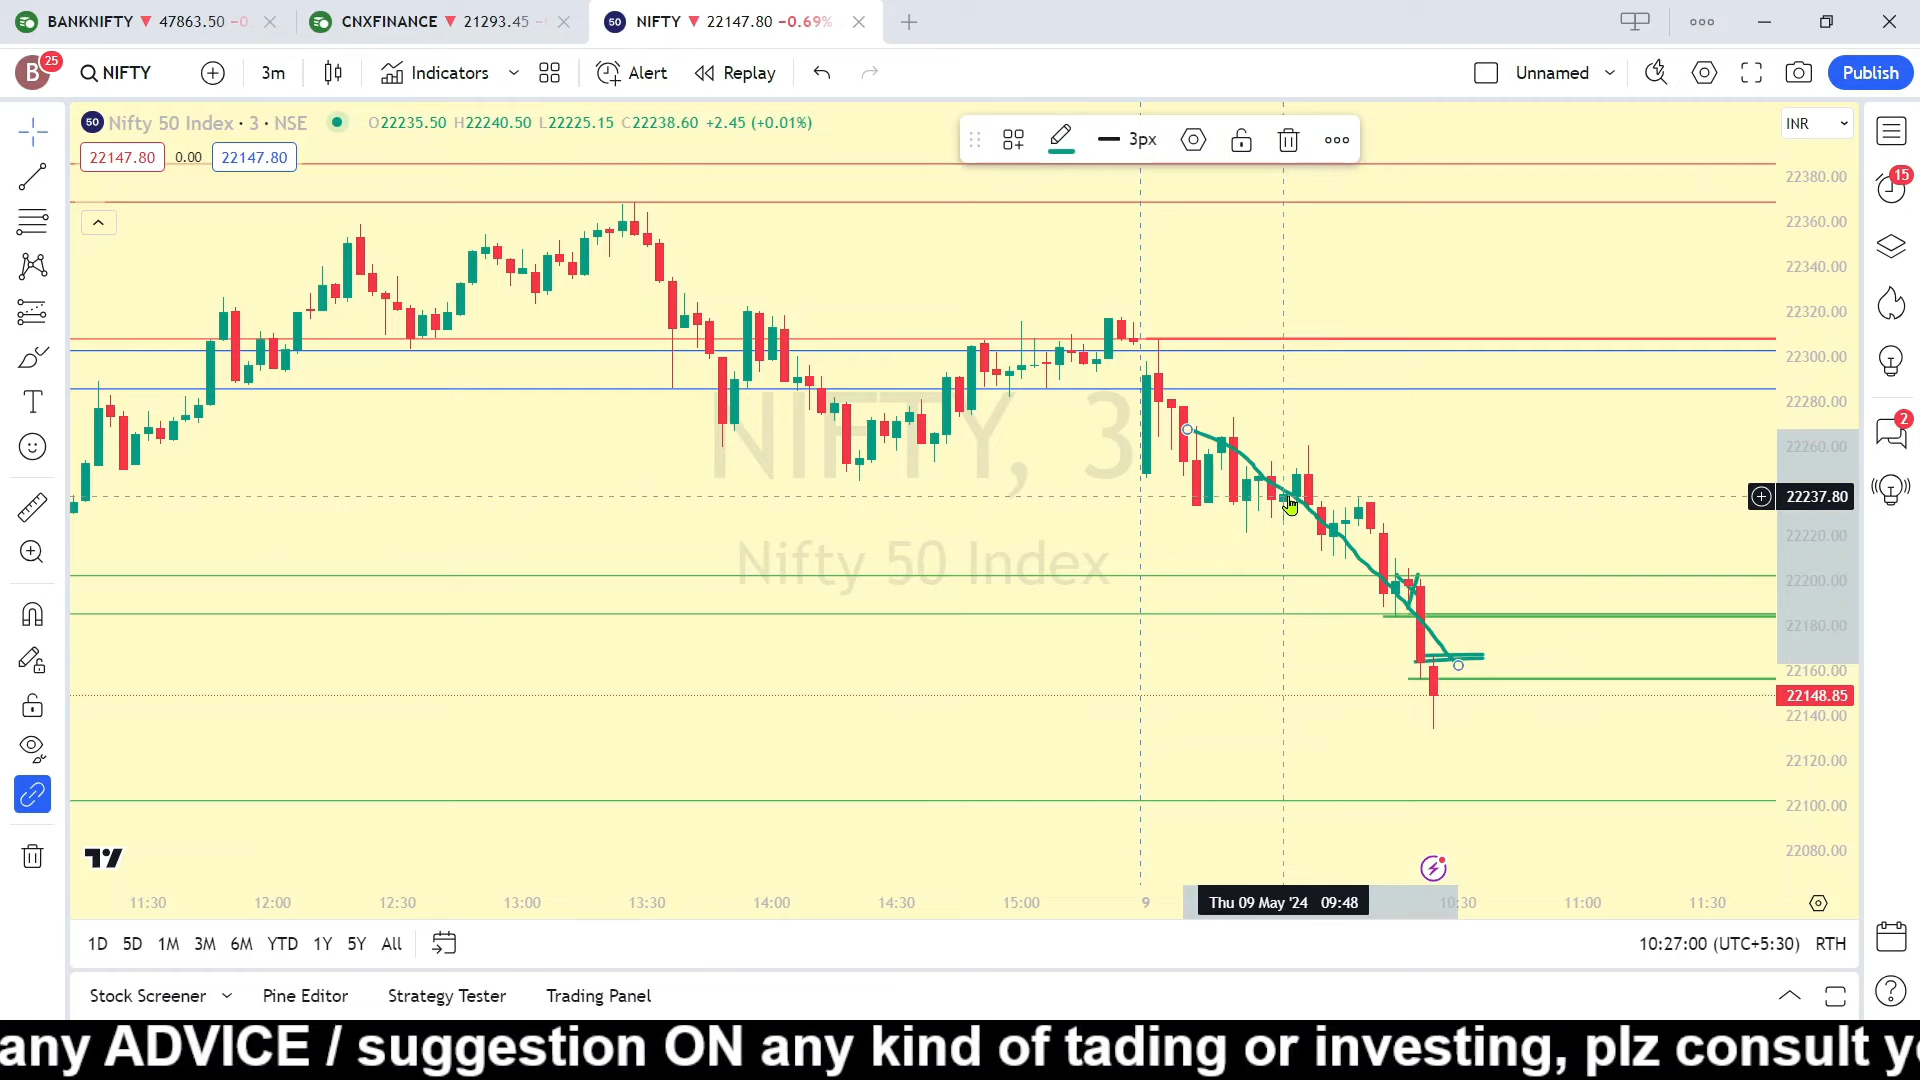 BANKNIFTY ▼ 47863.50 −0
CNXFINANCE ▼ 21293.45 −
50 NIFTY ▼ 22147.80 −0.69%
B 25 NIFTY 3m Indicators Alert Replay Unnamed Publish
50 Nifty 50 Index · 3 · NSE O22235.50 H22240.50 L22225.15 C22238.60 +2.45 (+0.01%)
3px
INR
22147.80 0.00 22147.80
15
2
NIFTY, 3
Nifty 50 Index
22380.00
22360.00
22340.00
22320.00
22300.00
22280.00
22260.00
22237.80
22220.00
22200.00
22180.00
22160.00
22148.85
22140.00
22120.00
22100.00
22080.00
11:30 12:00 12:30 13:00 13:30 14:00 14:30 15:00 9 Thu 09 May '24 09:48 10:30 11:00 11:30
1D 5D 1M 3M 6M YTD 1Y 5Y All 10:27:00 (UTC+5:30) RTH
Stock Screener Pine Editor Strategy Tester Trading Panel
any ADVICE / suggestion ON any kind of tading or investing, plz consult y